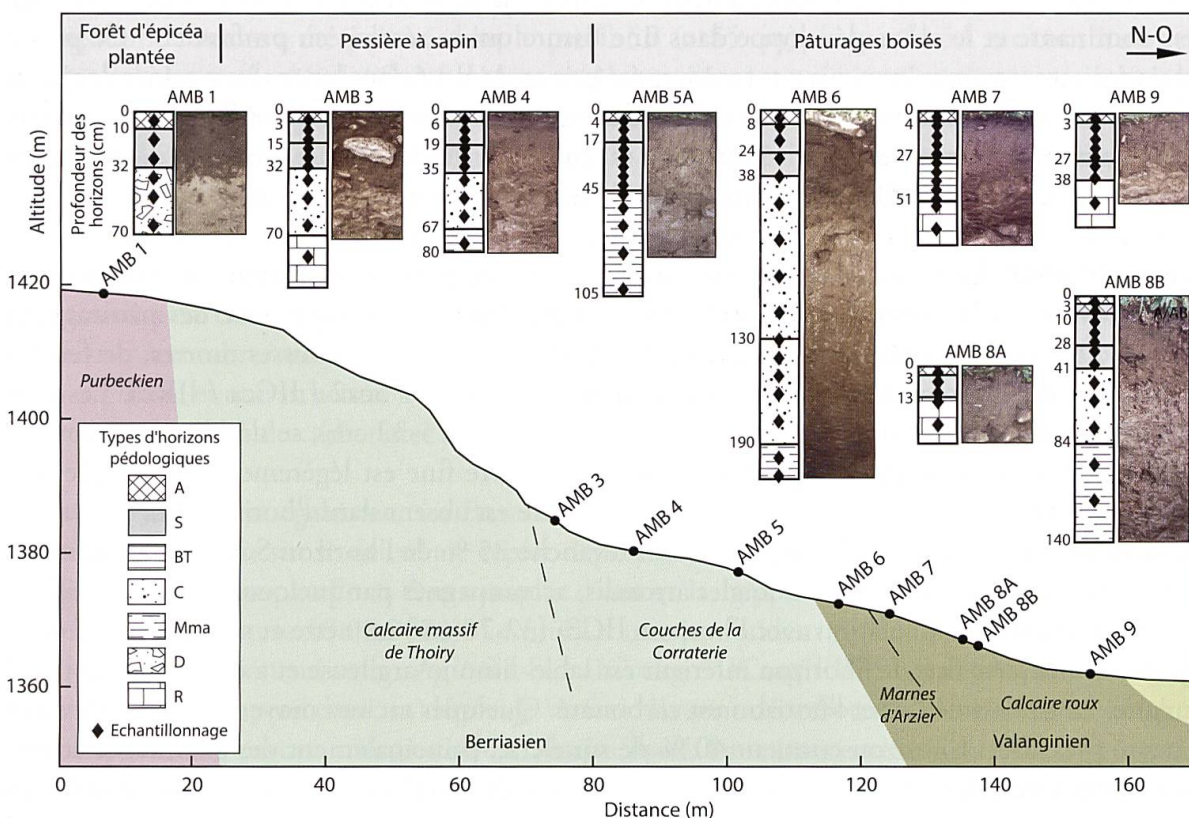 Forêt d'épicéa
plantée
Pessière à sapin
Pâturages boisés
N-O
Altitude (m)
Profondeur des
horizons (cm)
AMB 1
0
10
32
70
AMB 3
0
3
15
32
70
AMB 4
0
6
19
35
67
80
AMB 5A
0
4
17
45
105
AMB 6
0
8
24
38
130
190
AMB 7
0
4
27
51
AMB 9
0
3
27
38
AMB 8A
0
3
13
AMB 8B
0
3
10
28
41
84
140
A/AB
1420
1400
1380
1360
AMB 1
AMB 3
AMB 4
AMB 5
AMB 6
AMB 7
AMB 8A
AMB 8B
AMB 9
Purbeckien
Calcaire massif
de Thoiry
Couches de la
Corraterie
Marnes
d'Arzier
Calcaire roux
Berriasien
Valanginien
Types d'horizons
pédologiques
A
S
BT
C
Mma
D
R
Echantillonnage
0 20 40 60 80 100 120 140 160
Distance (m)